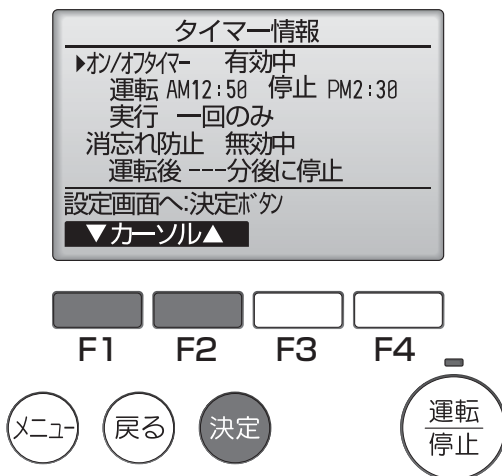 タイマー情報
▶オン/オフタイマー 有効中
運転 AM12:50 停止 PM2:30
実行 一回のみ
消忘れ防止 無効中
運転後 ---分後に停止
設定画面へ:決定ボタン
▼カーソル▲
F1 F2 F3 F4
メニュー 戻る 決定 運転
停止